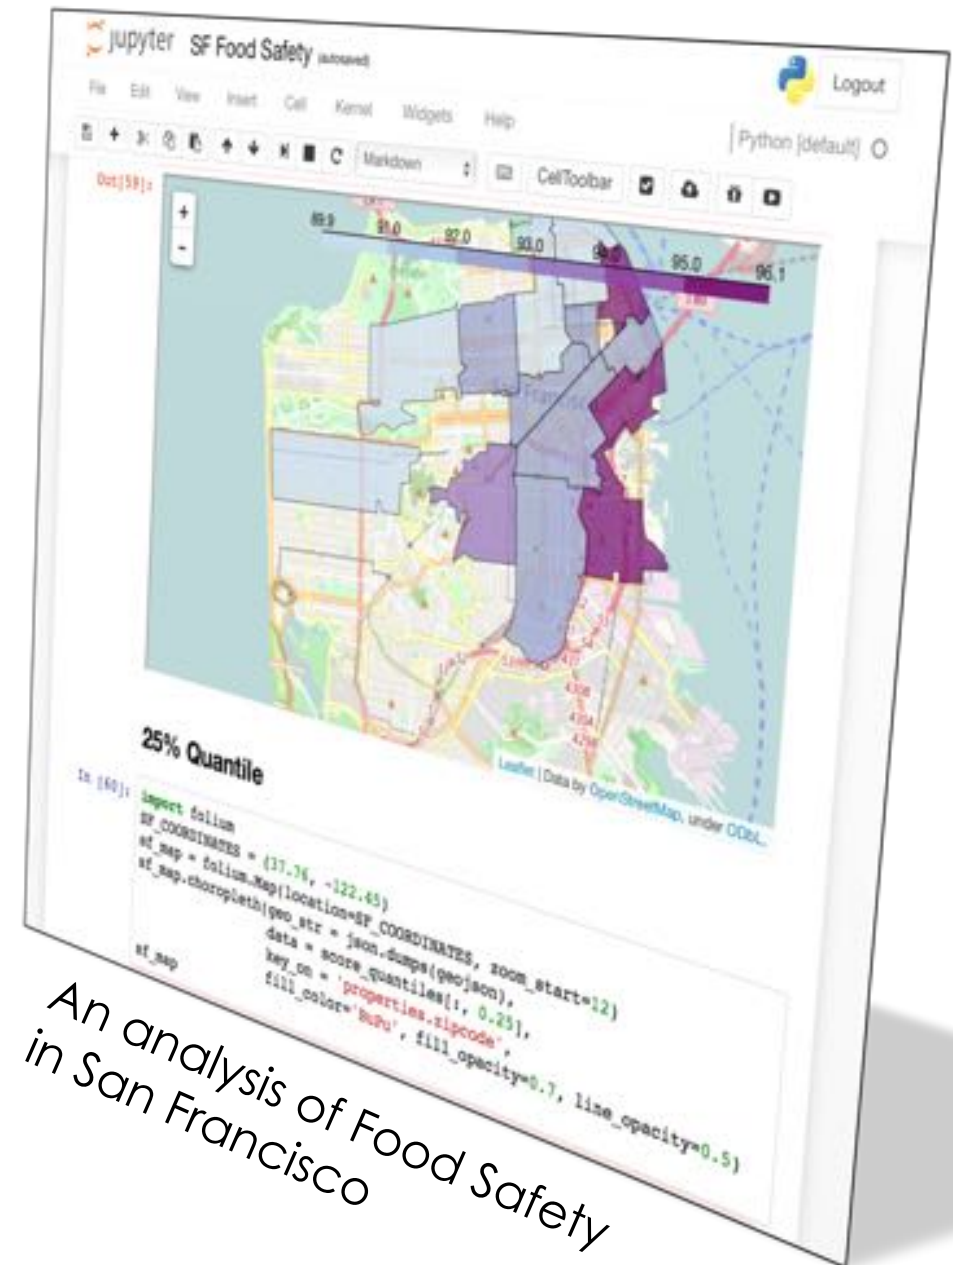 jupyter SF Food Safety (autosaved)
Logout
File Edit View Insert Cell Kernel Widgets Help
Python [default]
Markdown
CellToolbar
Out[59]:
+
-
89.9 91.0 92.0 93.0 94.0 95.0 96.1
Francisco
Leaflet | Data by OpenStreetMap, under ODbL.
25% Quantile
In [60]:
import folium
SF_COORDINATES = (37.76, -122.45)
sf_map = folium.Map(location=SF_COORDINATES, zoom_start=12)
sf_map.choropleth(geo_str = json.dumps(geojson),
data = score_quantiles[:, 0.25],
key_on = 'properties.zipcode',
fill_color='BuPu', fill_opacity=0.7, line_opacity=0.5)
sf_map
An analysis of Food Safety
in San Francisco